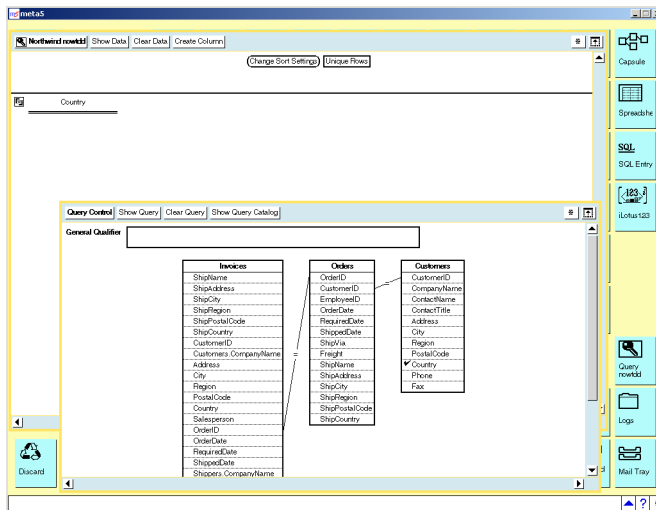 meta5
Northwind nowtdd Show Data Clear Data Create Column
Change Sort Settings Unique Rows
Country
Query Control Show Query Clear Query Show Query Catalog
General Qualifier
Invoices
ShipName
ShipAddress
ShipCity
ShipRegion
ShipPostalCode
ShipCountry
CustomerID
Customers.CompanyName
Address
City
Region
PostalCode
Country
Salesperson
OrderID
OrderDate
RequiredDate
ShippedDate
Shippers.CompanyName
=
Orders
OrderID
CustomerID
EmployeeID
OrderDate
RequiredDate
ShippedDate
ShipVia
Freight
ShipName
ShipAddress
ShipCity
ShipRegion
ShipPostalCode
ShipCountry
=
Customers
CustomerID
CompanyName
ContactName
ContactTitle
Address
City
Region
PostalCode
Country
Phone
Fax
Capsule
Spreadshe
SQL
SQL Entry
123
iLotus123
Query
nowtdd
Logs
Discard
Mail Tray
?